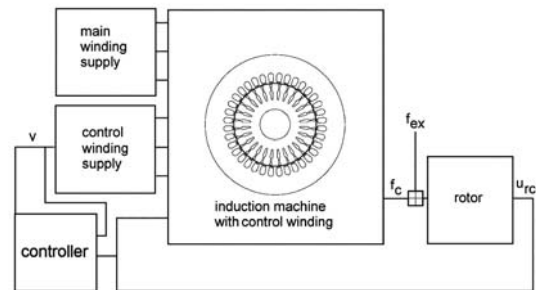 main
winding
supply
control
winding
supply
v
controller
induction machine
with control winding
f_ex
f_c
rotor
u_rc